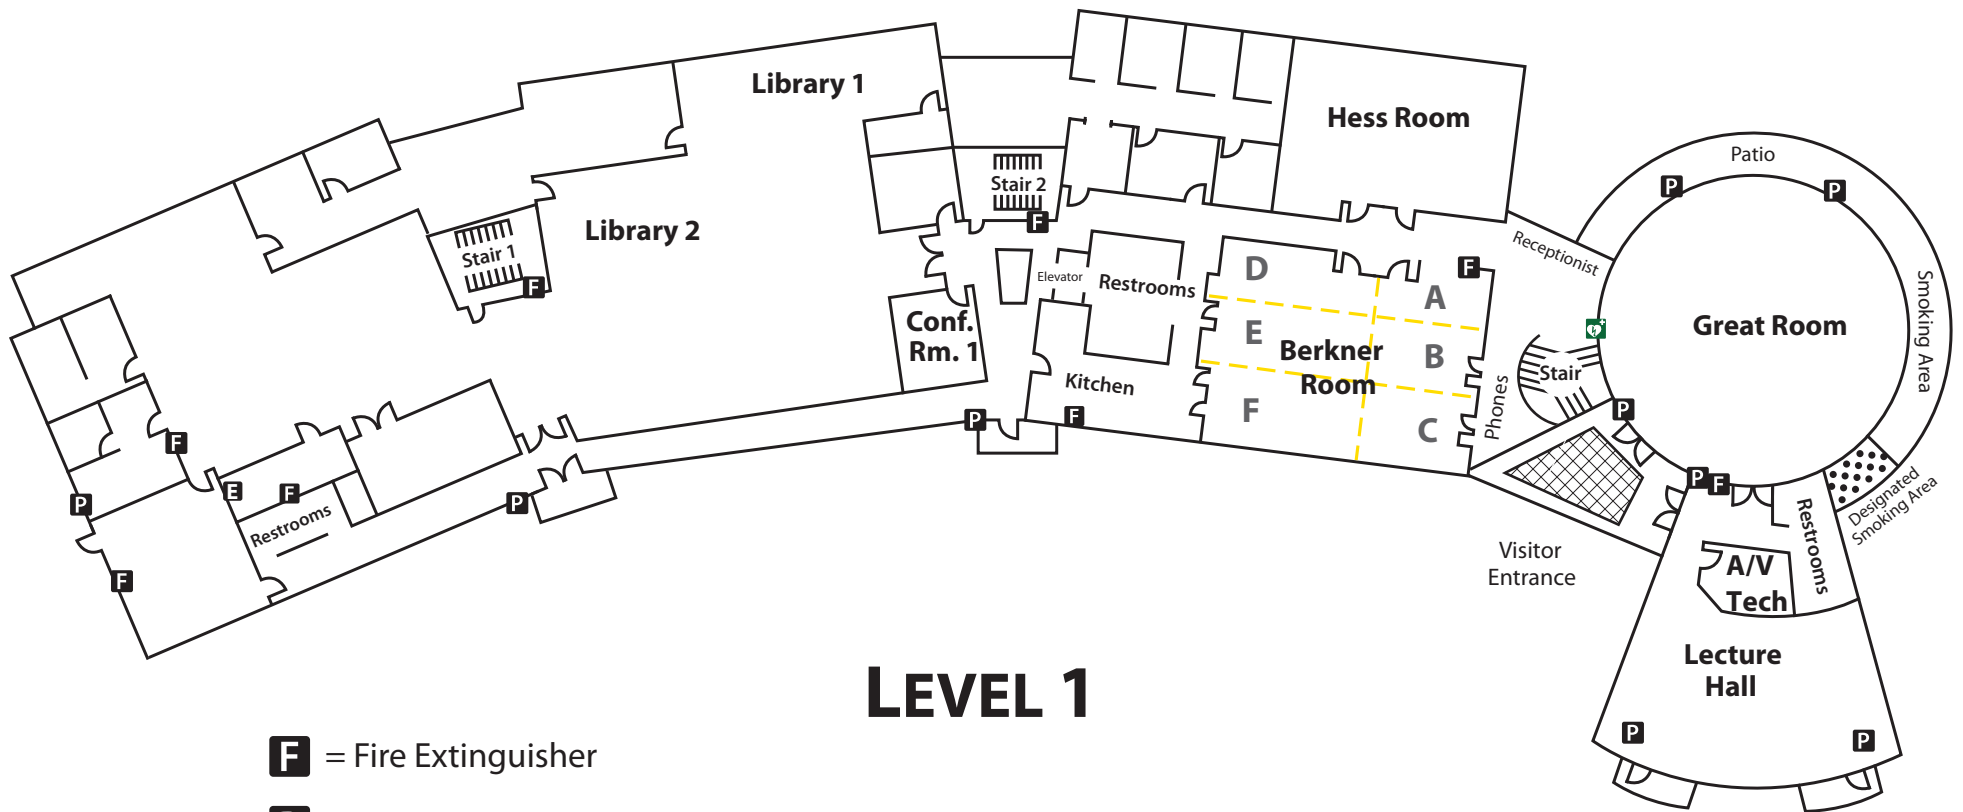 Library 1
Hess Room
Patio
P
P
Stair 2
F
Library 2
Stair 1
F
Receptionist
Smoking Area
Elevator
Restrooms
D
A
F
Conf.
Rm. 1
E
Berkner
Room
B
Great Room
Kitchen
Phones
Stair
F
C
P
F
P
F
P
E
F
Restrooms
P
F
P
F
Restrooms
Designated
Smoking Area
Visitor
Entrance
A/V
Tech
Lecture
Hall
P
P
LEVEL 1
F = Fire Extinguisher